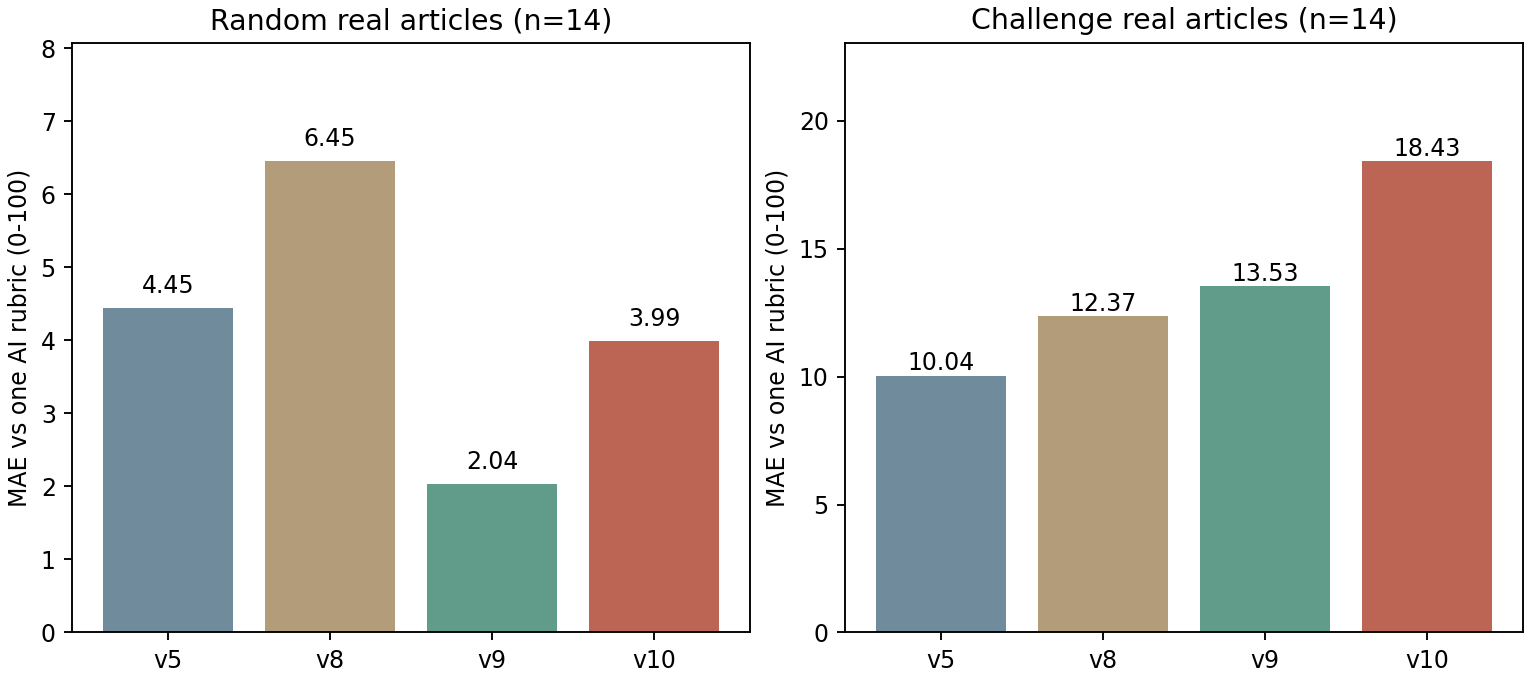 Random real articles (n=14)
MAE vs one AI rubric (0-100)
8
7
6
5
4
3
2
1
0
4.45
6.45
2.04
3.99
v5
v8
v9
v10
Challenge real articles (n=14)
MAE vs one AI rubric (0-100)
20
15
10
5
0
10.04
12.37
13.53
18.43
v5
v8
v9
v10